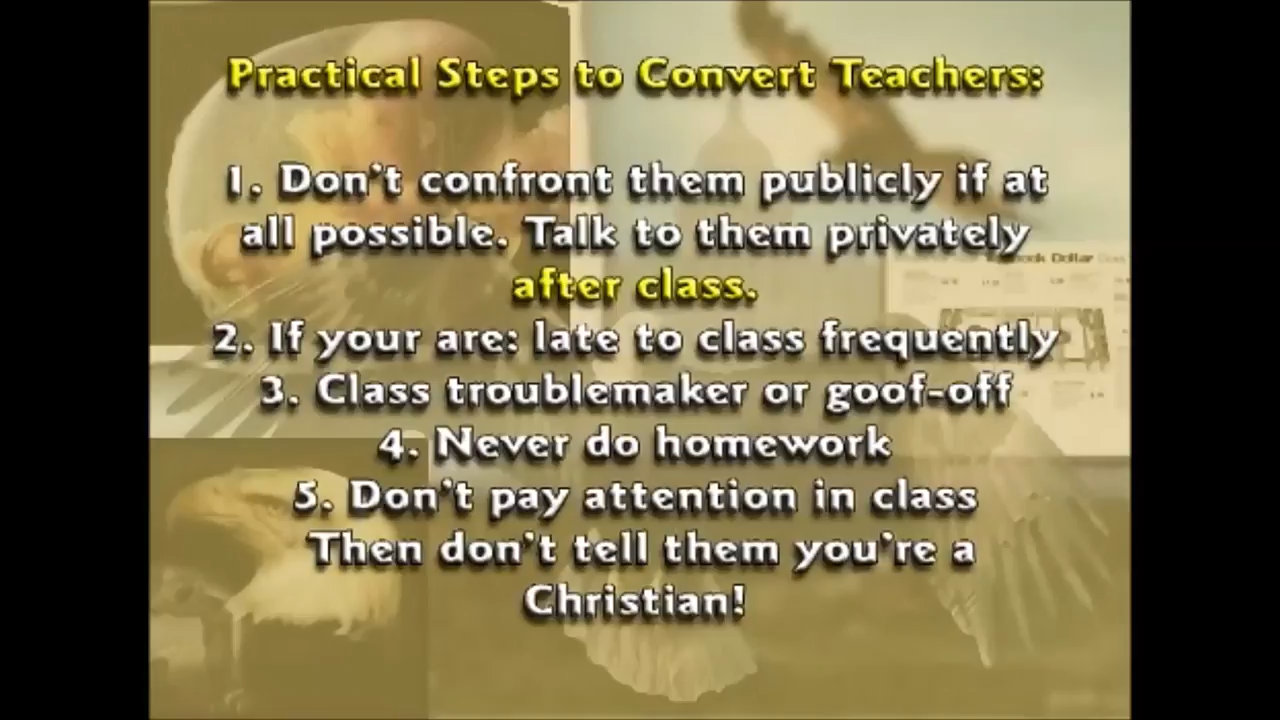 Practical Steps to Convert Teachers:
1. Don't confront them publicly if at
all possible. Talk to them privately
after class.
2. If your are: late to class frequently
3. Class troublemaker or goof-off
4. Never do homework
5. Don't pay attention in class
Then don't tell them you're a
Christian!